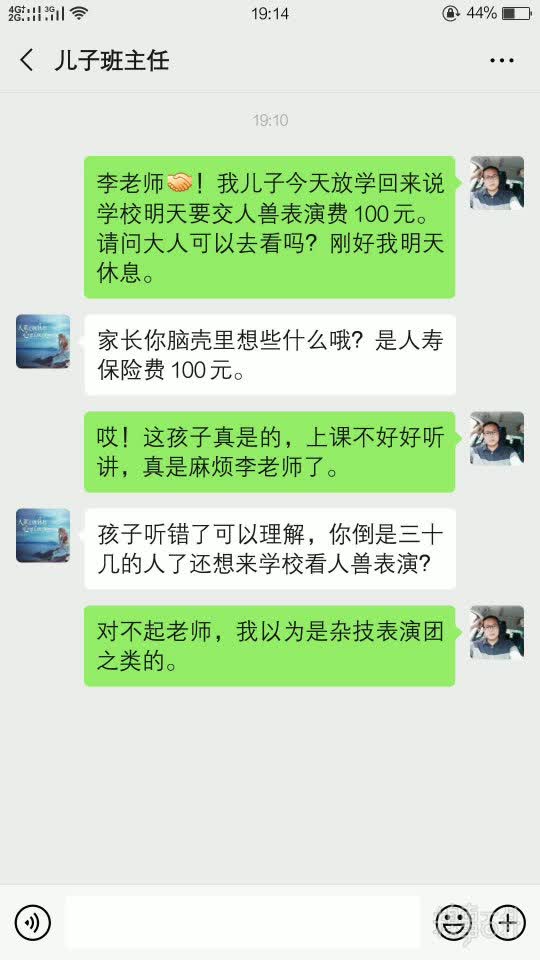 4G 3G
2G
19:14
44%
儿子班主任
19:10
李老师🤝！我儿子今天放学回来说
学校明天要交人兽表演费100元。
请问大人可以去看吗？刚好我明天
休息。
家长你脑壳里想些什么哦？是人寿
保险费100元。
哎！这孩子真是的，上课不好好听
讲，真是麻烦李老师了。
孩子听错了可以理解，你倒是三十
几的人了还想来学校看人兽表演？
对不起老师，我以为是杂技表演团
之类的。